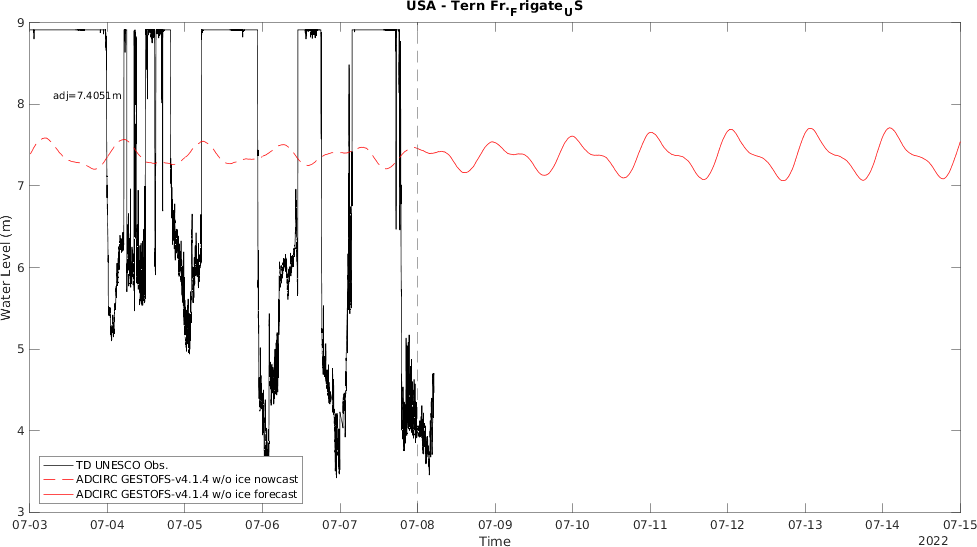 USA - Tern Fr.FrigateUS
9
8
7
6
5
4
3
Water Level (m)
adj=7.4051m
TD UNESCO Obs.
ADCIRC GESTOFS-v4.1.4 w/o ice nowcast
ADCIRC GESTOFS-v4.1.4 w/o ice forecast
07-03 07-04 07-05 07-06 07-07 07-08 07-09 07-10 07-11 07-12 07-13 07-14 07-15
Time
2022